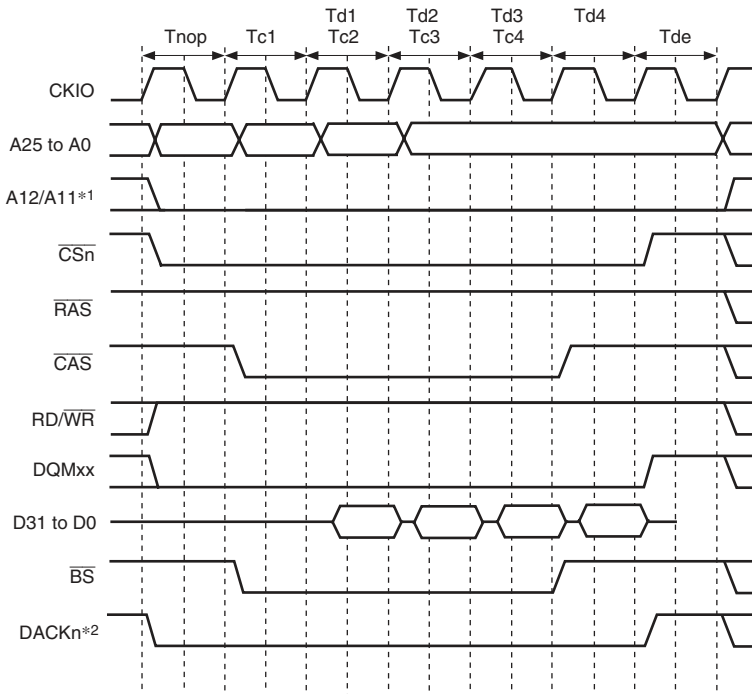 Td1 Td2 Td3 Td4
Tnop Tc1 Tc2 Tc3 Tc4 Tde
CKIO
A25 to A0
A12/A11*1
CSn
RAS
CAS
RD/WR
DQMxx
D31 to D0
BS
DACKn*2